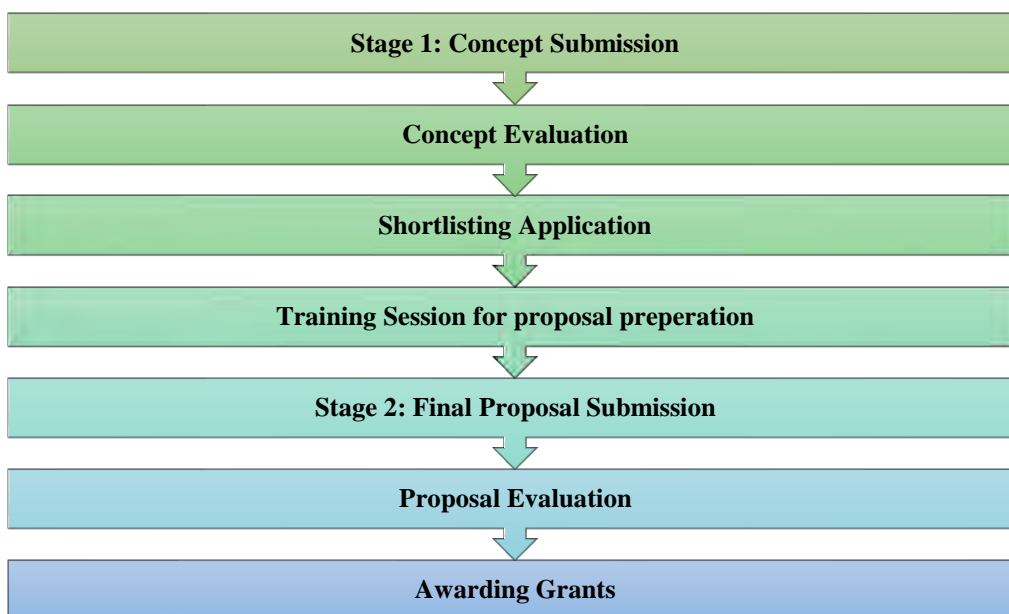 Stage 1: Concept Submission
Concept Evaluation
Shortlisting Application
Training Session for proposal preperation
Stage 2: Final Proposal Submission
Proposal Evaluation
Awarding Grants